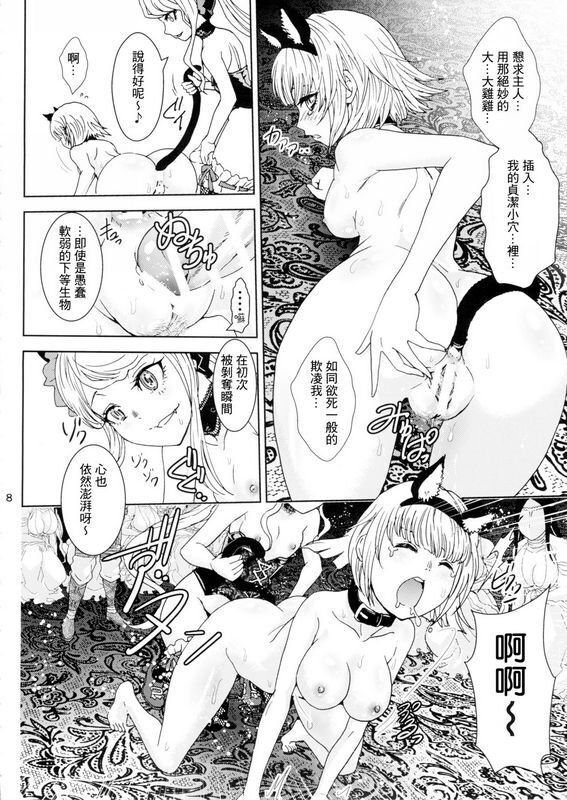 懇求主人…
用那絕妙的
大…大雞雞…
插入…
我的貞潔小穴…裡…
如同欲死一般的
欺凌我…
說得好呢～♪
啊…
…即使是愚蠢
軟弱的下等生物
在初次
被剝奪瞬間
心也
依然澎湃呀～
啊啊～
8